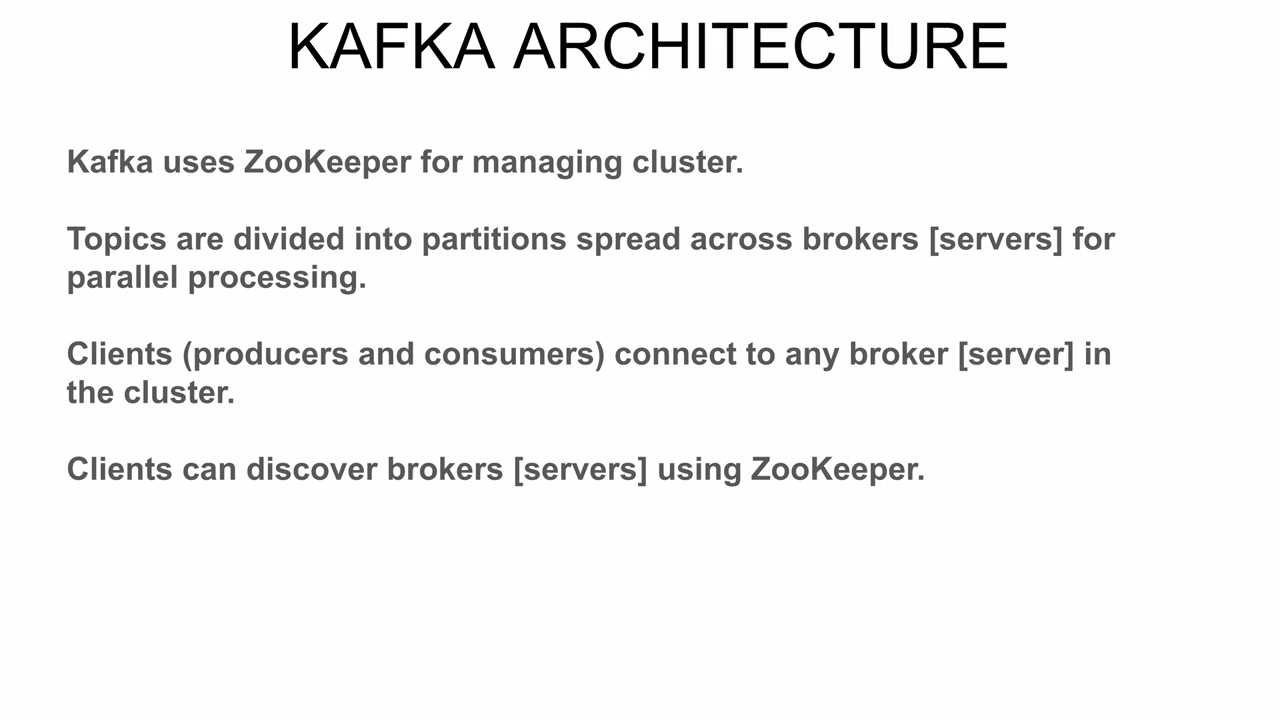 KAFKA ARCHITECTURE
Kafka uses ZooKeeper for managing cluster.
Topics are divided into partitions spread across brokers [servers] for
parallel processing.
Clients (producers and consumers) connect to any broker [server] in
the cluster.
Clients can discover brokers [servers] using ZooKeeper.